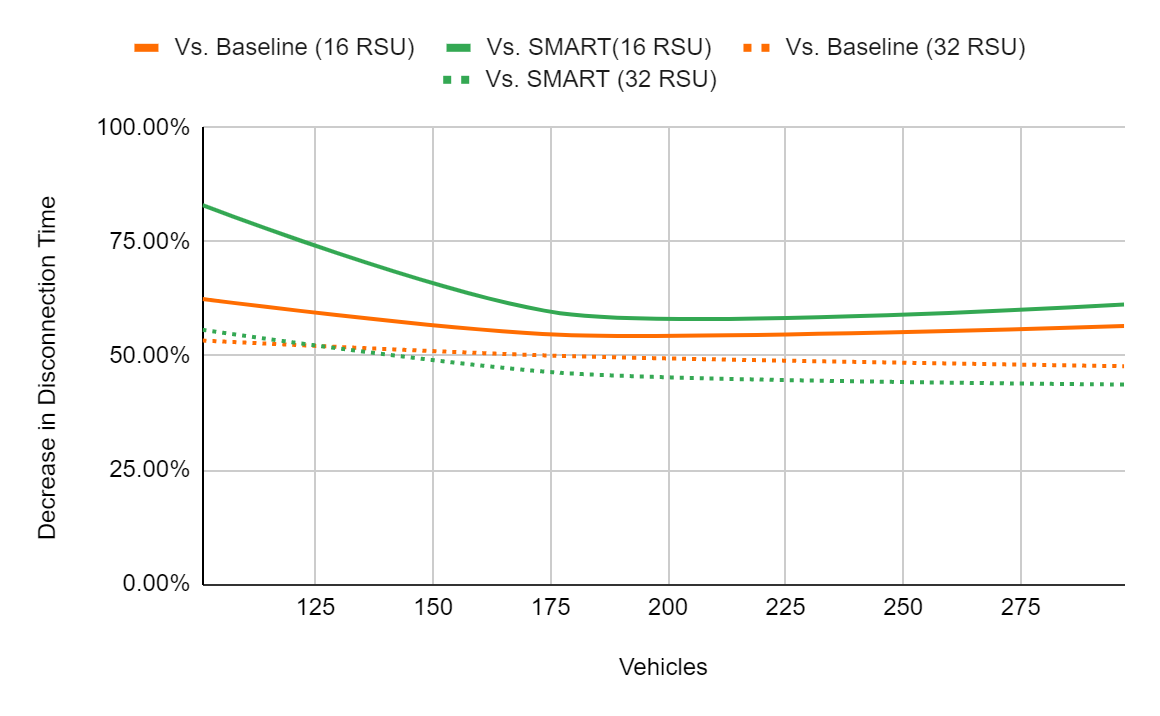 Vs. Baseline (16 RSU) Vs. SMART(16 RSU) Vs. Baseline (32 RSU)
Vs. SMART (32 RSU)
100.00%
75.00%
50.00%
25.00%
0.00%
Decrease in Disconnection Time
125 150 175 200 225 250 275
Vehicles